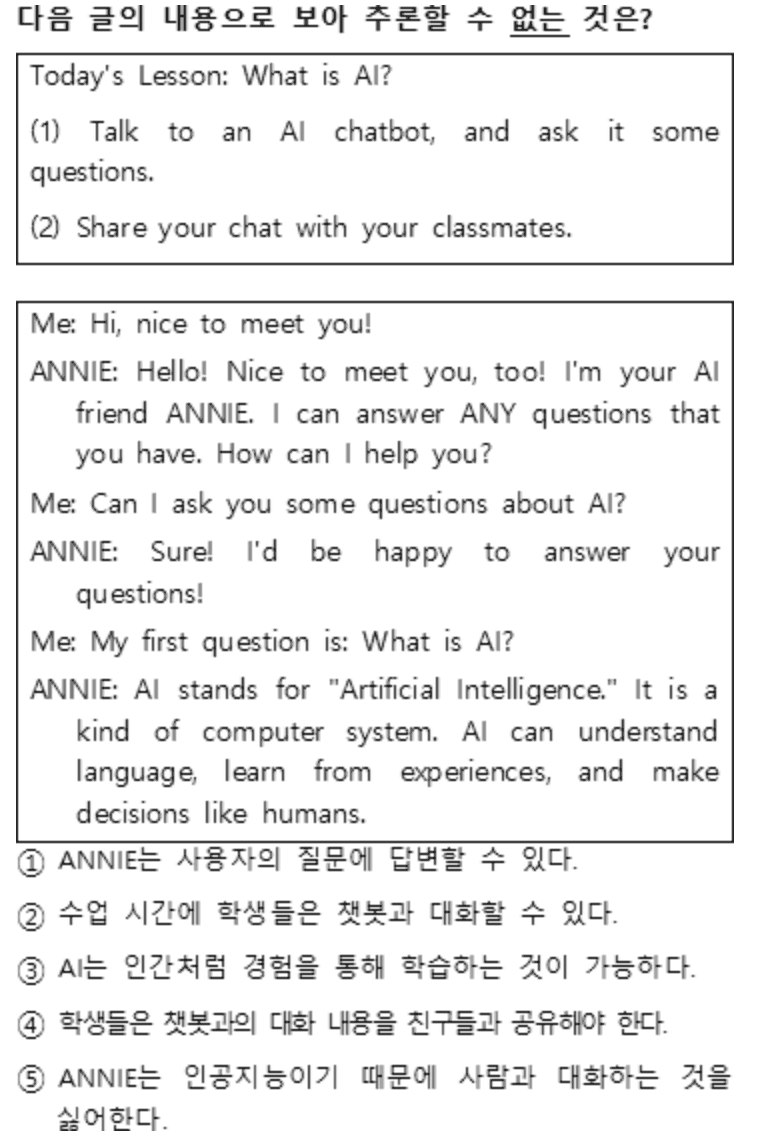 다음 글의 내용으로 보아 추론할 수 없는 것은?
Today's Lesson: What is AI?
(1) Talk to an AI chatbot, and ask it some
questions.
(2) Share your chat with your classmates.
Me: Hi, nice to meet you!
ANNIE: Hello! Nice to meet you, too! I'm your AI
friend ANNIE. I can answer ANY questions that
you have. How can I help you?
Me: Can I ask you some questions about AI?
ANNIE: Sure! I'd be happy to answer your
questions!
Me: My first question is: What is AI?
ANNIE: AI stands for "Artificial Intelligence." It is a
kind of computer system. AI can understand
language, learn from experiences, and make
decisions like humans.
① ANNIE는 사용자의 질문에 답변할 수 있다.
② 수업 시간에 학생들은 챗봇과 대화할 수 있다.
③ AI는 인간처럼 경험을 통해 학습하는 것이 가능하다.
④ 학생들은 챗봇과의 대화 내용을 친구들과 공유해야 한다.
⑤ ANNIE는 인공지능이기 때문에 사람과 대화하는 것을
싫어한다.